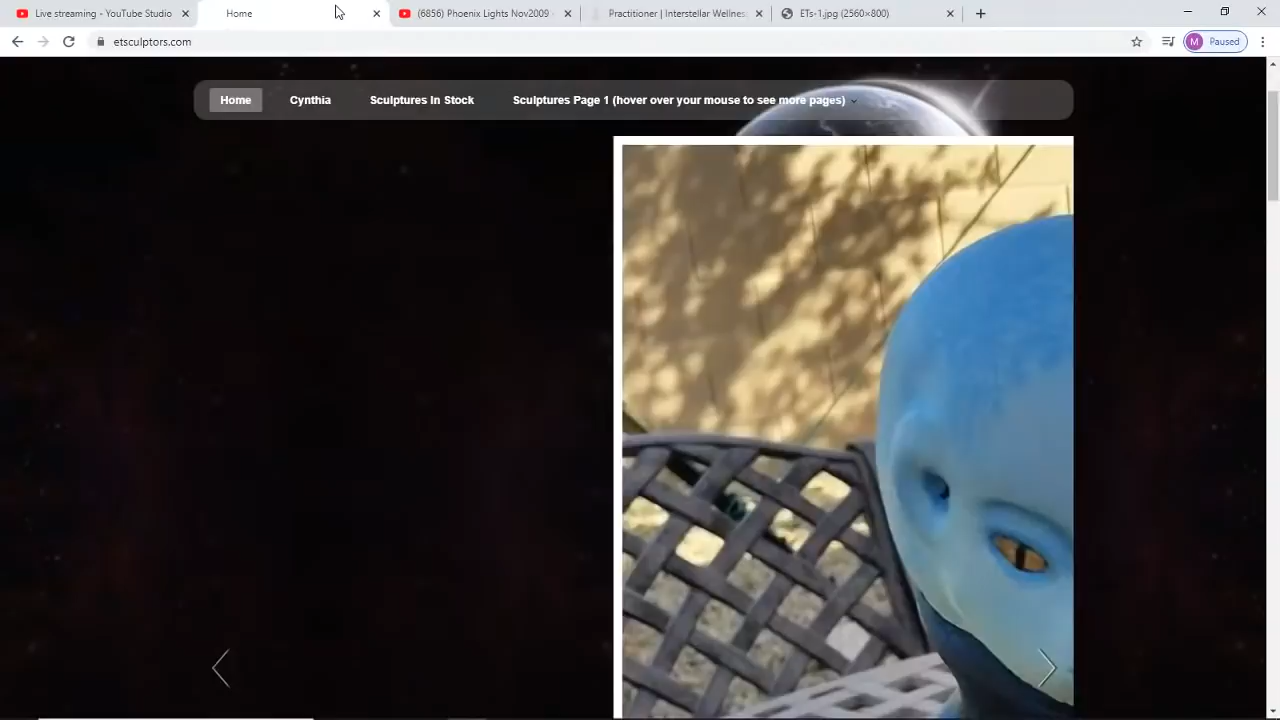 Live streaming - YouTube Studio
Home
(6856) Phoenix Lights Nov2009 -
Practitioner | Interstellar Wellnes
ETs-1.jpg (2560×800)
etsculptors.com
M Paused
Home
Cynthia
Sculptures In Stock
Sculptures Page 1 (hover over your mouse to see more pages)